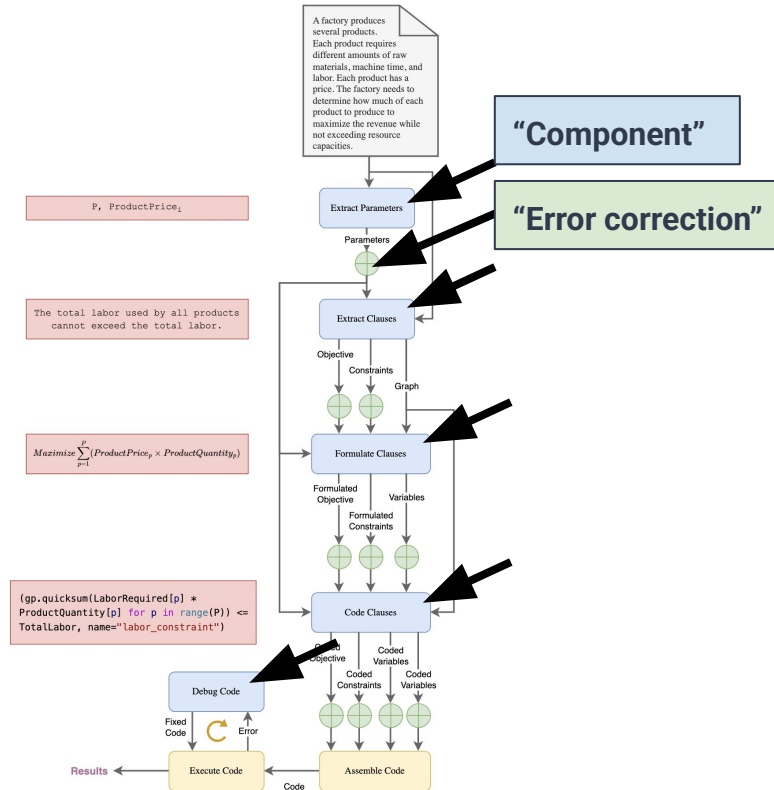 A factory produces
several products.
Each product requires
different amounts of raw
materials, machine time, and
labor. Each product has a
price. The factory needs to
determine how much of each
product to produce to
maximize the revenue while
not exceeding resource
capacities.
“Component”
“Error correction”
P, ProductPrice_i
Extract Parameters
Parameters
The total labor used by all products
cannot exceed the total labor.
Extract Clauses
Objective
Constraints
Graph
Maximize \sum_{p=1}^{P}(ProductPrice_p × ProductQuantity_p)
Formulate Clauses
Formulated
Objective
Formulated
Constraints
Variables
(gp.quicksum(LaborRequired[p] *
ProductQuantity[p] for p in range(P)) <=
TotalLabor, name="labor_constraint")
Code Clauses
Objective
Coded
Constraints
Coded
Variables
Coded
Variables
Debug Code
Fixed
Code
Error
Results
Execute Code
Code
Assemble Code